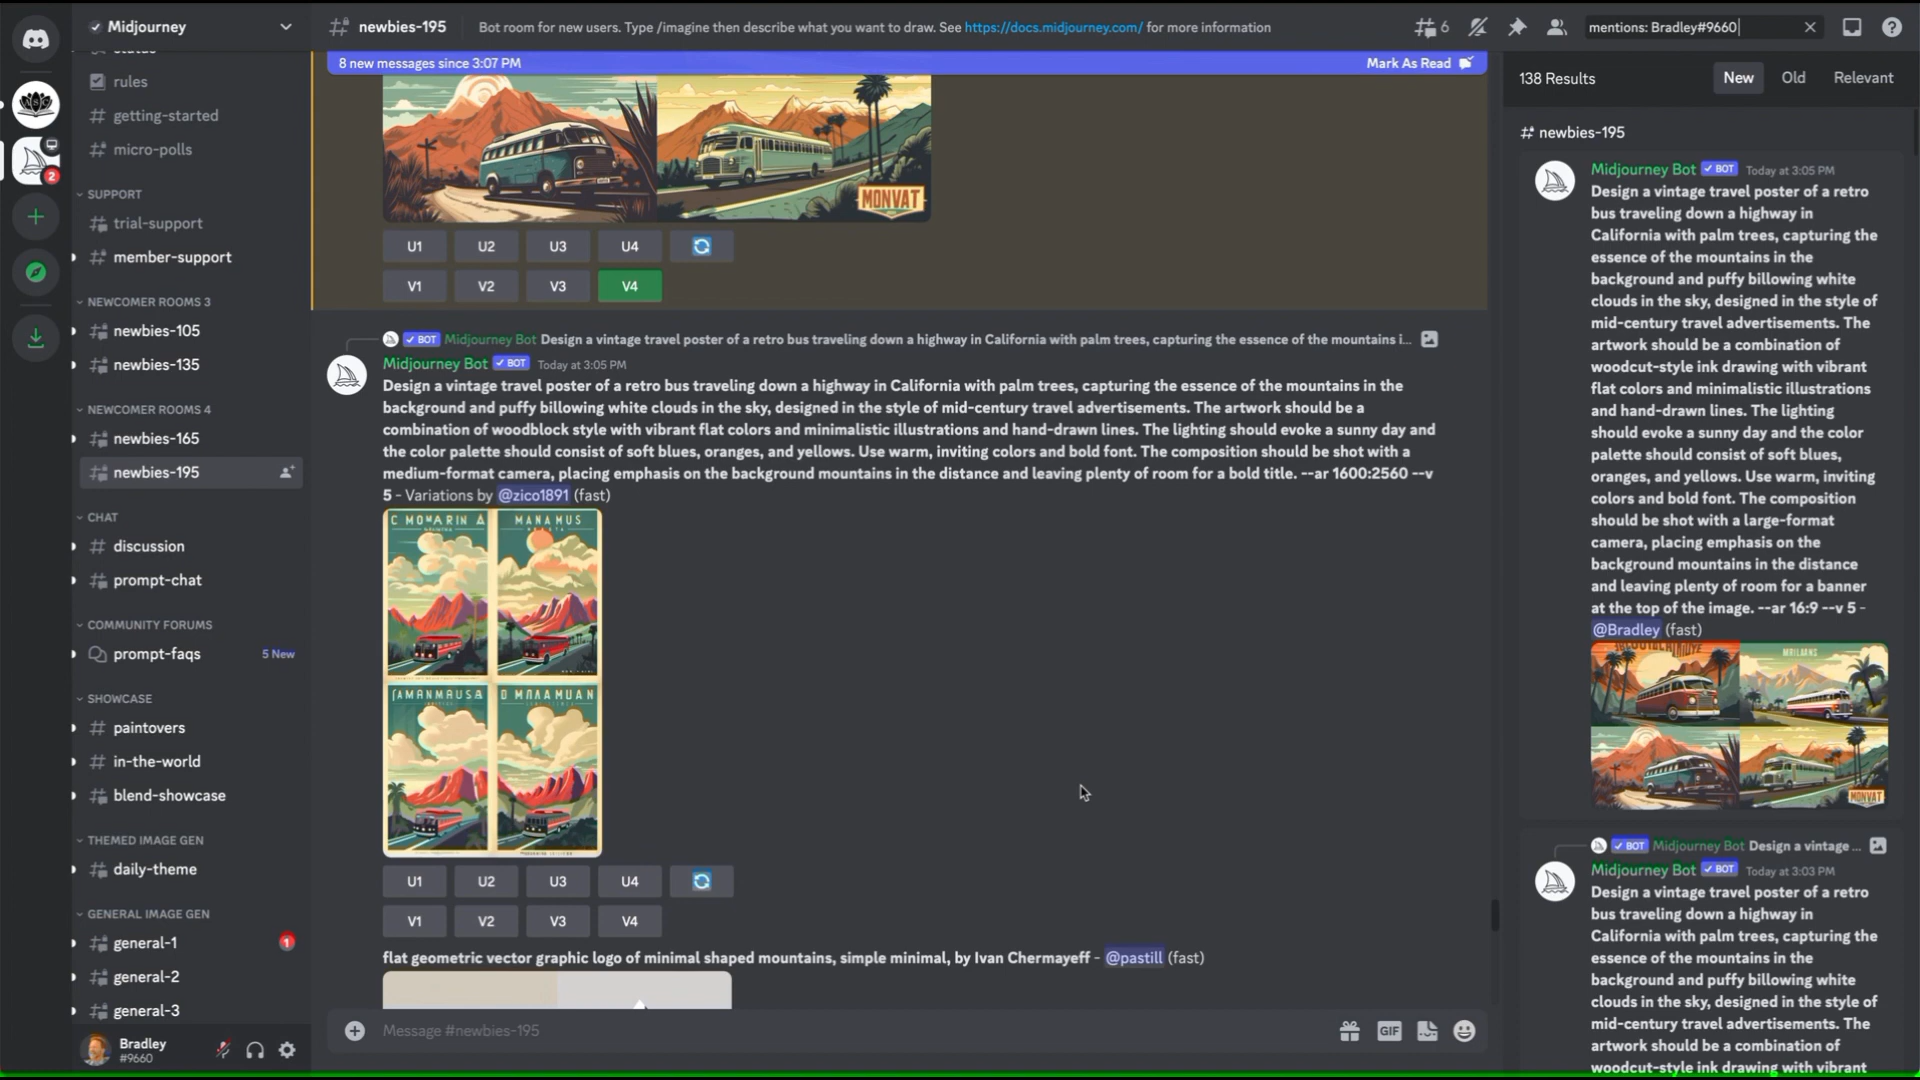 Midjourney
newbies-195
Bot room for new users. Type /imagine then describe what you want to draw. See https://docs.midjourney.com/ for more information
6
mentions: Bradley#9660
status
rules
getting-started
micro-polls
2
SUPPORT
trial-support
member-support
NEWCOMER ROOMS 3
newbies-105
newbies-135
NEWCOMER ROOMS 4
newbies-165
newbies-195
CHAT
discussion
prompt-chat
COMMUNITY FORUMS
prompt-faqs 5 New
SHOWCASE
paintovers
in-the-world
blend-showcase
THEMED IMAGE GEN
daily-theme
GENERAL IMAGE GEN
general-1 1
general-2
general-3
Bradley
#9660
8 new messages since 3:07 PM Mark As Read
MONVAT
U1 U2 U3 U4
V1 V2 V3 V4
BOT Midjourney Bot Design a vintage travel poster of a retro bus traveling down a highway in California with palm trees, capturing the essence of the mountains i...
Midjourney Bot BOT Today at 3:05 PM
Design a vintage travel poster of a retro bus traveling down a highway in California with palm trees, capturing the essence of the mountains in the
background and puffy billowing white clouds in the sky, designed in the style of mid-century travel advertisements. The artwork should be a
combination of woodblock style with vibrant flat colors and minimalistic illustrations and hand-drawn lines. The lighting should evoke a sunny day and
the color palette should consist of soft blues, oranges, and yellows. Use warm, inviting colors and bold font. The composition should be shot with a
medium-format camera, placing emphasis on the background mountains in the distance and leaving plenty of room for a bold title. --ar 1600:2560 --v
5 - Variations by @zico1891 (fast)
MANAMUS
U1 U2 U3 U4
V1 V2 V3 V4
flat geometric vector graphic logo of minimal shaped mountains, simple minimal, by Ivan Chermayeff - @pastill (fast)
Message #newbies-195
GIF
138 Results New Old Relevant
# newbies-195
Midjourney Bot BOT Today at 3:05 PM
Design a vintage travel poster of a retro
bus traveling down a highway in
California with palm trees, capturing the
essence of the mountains in the
background and puffy billowing white
clouds in the sky, designed in the style of
mid-century travel advertisements. The
artwork should be a combination of
woodcut-style ink drawing with vibrant
flat colors and minimalistic illustrations
and hand-drawn lines. The lighting
should evoke a sunny day and the color
palette should consist of soft blues,
oranges, and yellows. Use warm, inviting
colors and bold font. The composition
should be shot with a large-format
camera, placing emphasis on the
background mountains in the distance
and leaving plenty of room for a banner
at the top of the image. --ar 16:9 --v 5 -
@Bradley (fast)
MONVAT
BOT Midjourney Bot Design a vintage ...
Midjourney Bot BOT Today at 3:03 PM
Design a vintage travel poster of a retro
bus traveling down a highway in
California with palm trees, capturing the
essence of the mountains in the
background and puffy billowing white
clouds in the sky, designed in the style of
mid-century travel advertisements. The
artwork should be a combination of
woodcut-style ink drawing with vibrant